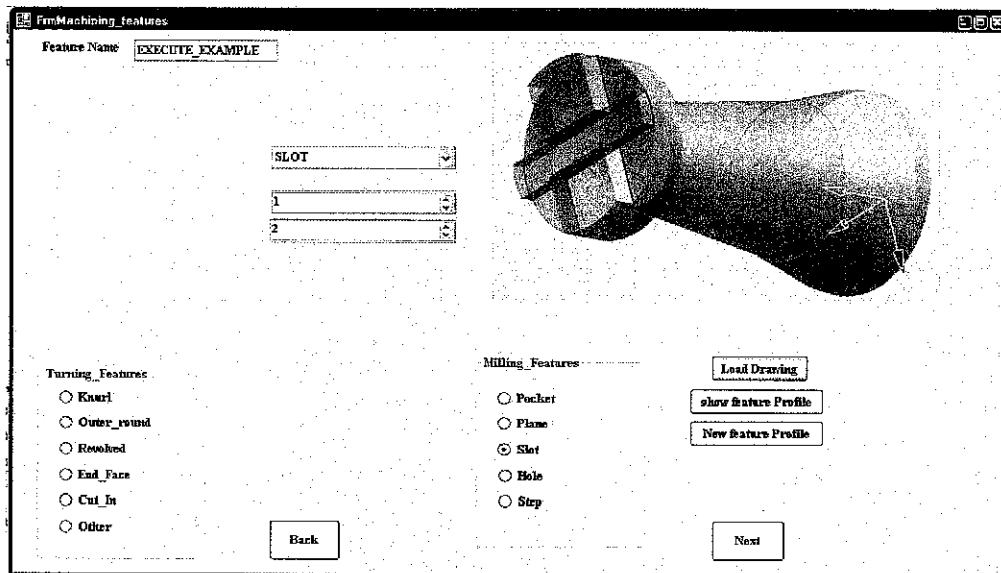 FrmMachining_features
Feature Name EXECUTE_EXAMPLE
SLOT
1
2
Turning_Features
Knurl
Outer_round
Revolved
End_Face
Cut_In
Other
Back
Milling_Features
Pocket
Plane
Slot
Hole
Step
Load Drawing
show feature Profile
New feature Profile
Next